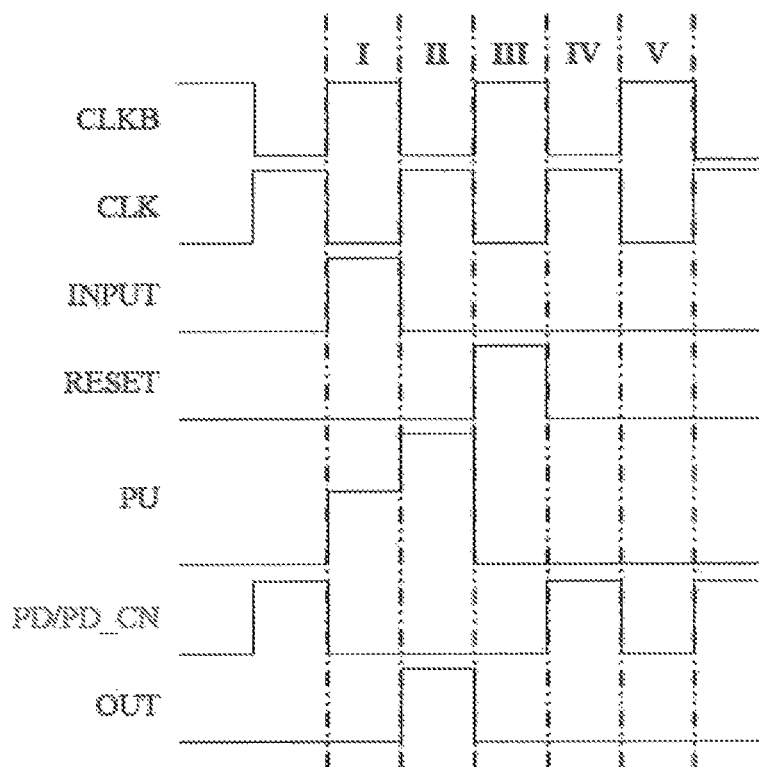 I II III IV V
CLKB
CLK
INPUT
RESET
PU
PD/PD_CN
OUT